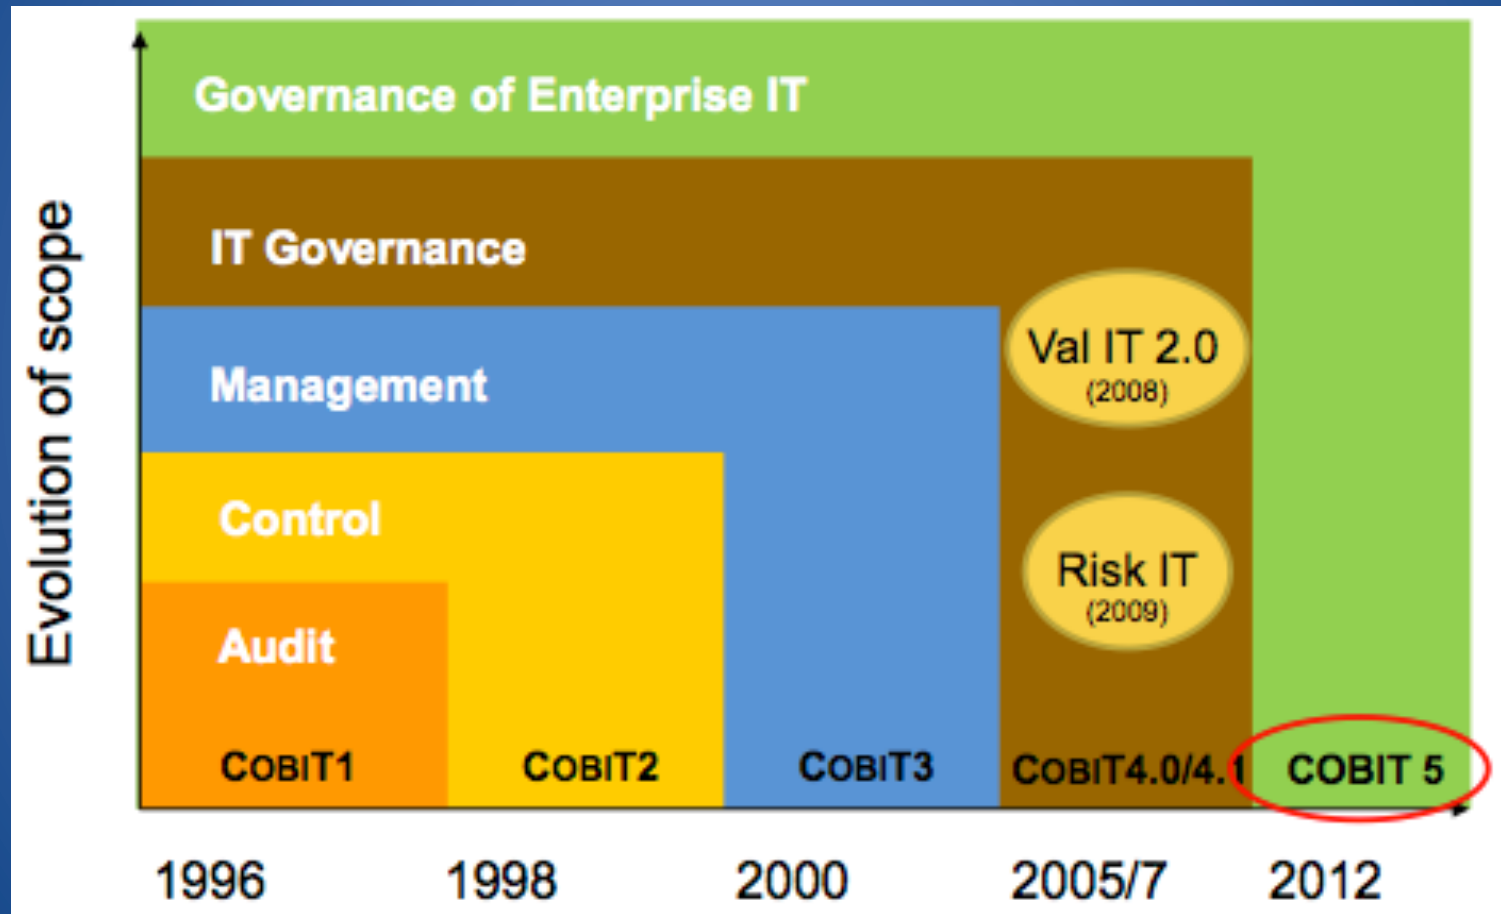 Evolution of scope
Governance of Enterprise IT
IT Governance
Management
Control
Audit
Val IT 2.0
(2008)
Risk IT
(2009)
COBIT1
COBIT2
COBIT3
COBIT4.0/4.1
COBIT 5
1996
1998
2000
2005/7
2012